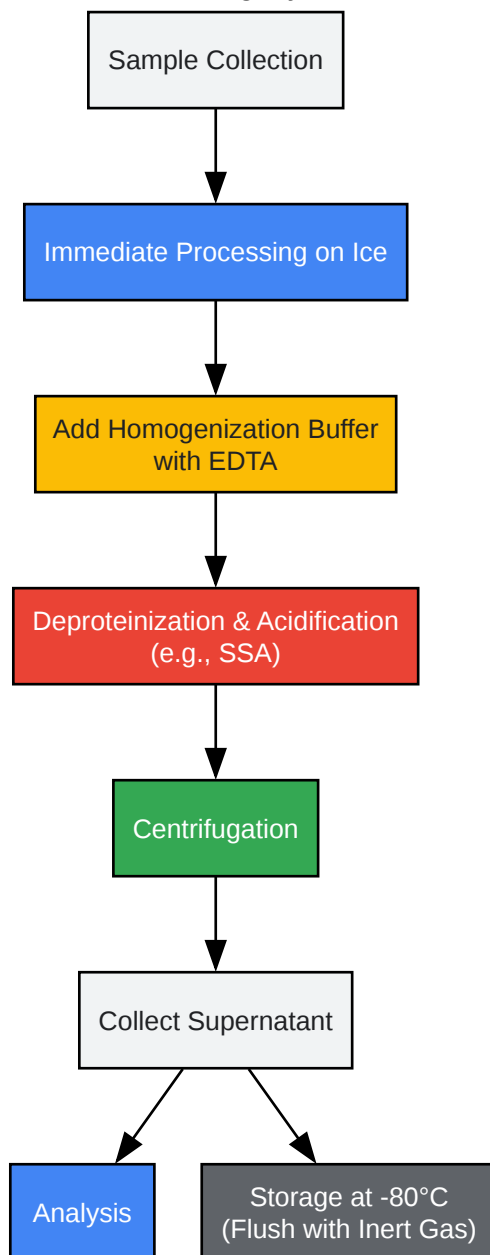 Sample Collection
Immediate Processing on Ice
Add Homogenization Buffer
with EDTA
Deproteinization & Acidification
(e.g., SSA)
Centrifugation
Collect Supernatant
Analysis
Storage at -80°C
(Flush with Inert Gas)